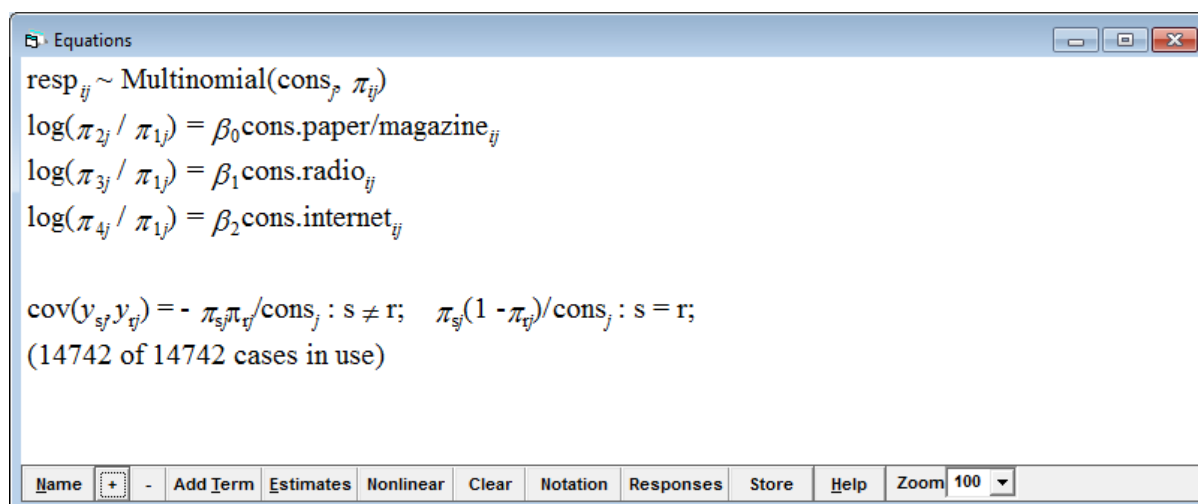 Equations
resp_ij ~ Multinomial(cons_j, π_ij)
log(π_2j / π_1j) = β_0cons.paper/magazine_ij
log(π_3j / π_1j) = β_1cons.radio_ij
log(π_4j / π_1j) = β_2cons.internet_ij
cov(y_sj, y_rj) = - π_sjπ_rj/cons_j : s ≠ r;   π_sj(1 -π_rj)/cons_j : s = r;
(14742 of 14742 cases in use)
Name + - Add Term Estimates Nonlinear Clear Notation Responses Store Help Zoom 100